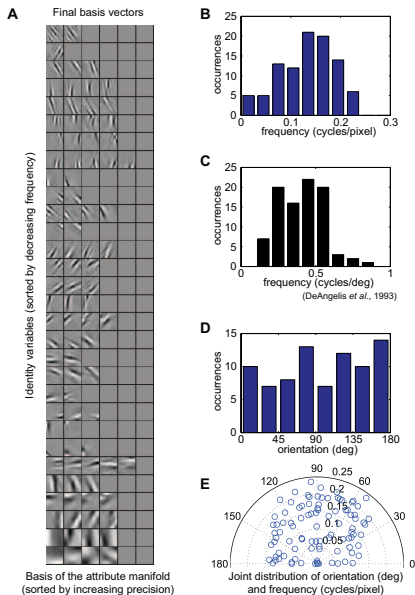 A
Final basis vectors
Identity variables (sorted by decreasing frequency)
Basis of the attribute manifold
(sorted by increasing precision)
B
25
20
15
10
5
0
occurrences
0
0.1
0.2
0.3
frequency (cycles/pixel)
C
25
20
15
10
5
0
occurrences
0
0.5
1
frequency (cycles/deg)
(DeAngelis et al., 1993)
D
15
10
5
0
occurrences
0
45
90
135
180
orientation (deg)
E
90
0.25
120
60
0.2
0.15
150
30
0.1
0.05
180
0
Joint distribution of orientation (deg)
and frequency (cycles/pixel)